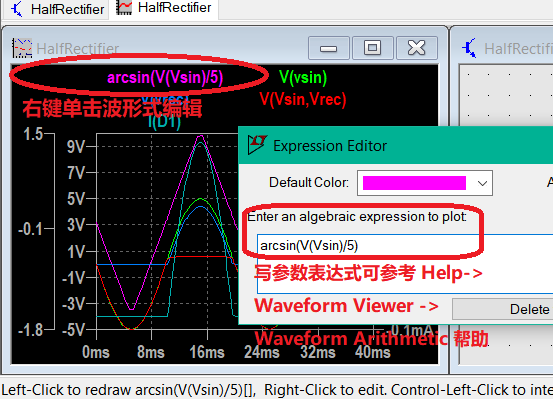 HalfRectifier
HalfRectifier
HalfRectifier
HalfRectifier
arcsin(V(Vsin)/5)
V(vsin)
V(Vsin,Vrec)
右键单击波形式编辑
I(D1)
1.5
-0.1
-1.8
9V
7V
5V
3V
1V
-1V
-3V
-5V
0ms
8ms
16ms
24ms
32ms
40ms
-0.1mA
Expression Editor
Default Color:
Enter an algebraic expression to plot:
arcsin(V(Vsin)/5)
写参数表达式可参考 Help->
Waveform Viewer ->
Waveform Arithmetic 帮助
Delete
Left-Click to redraw arcsin(V(Vsin)/5)[], Right-Click to edit. Control-Left-Click to inte